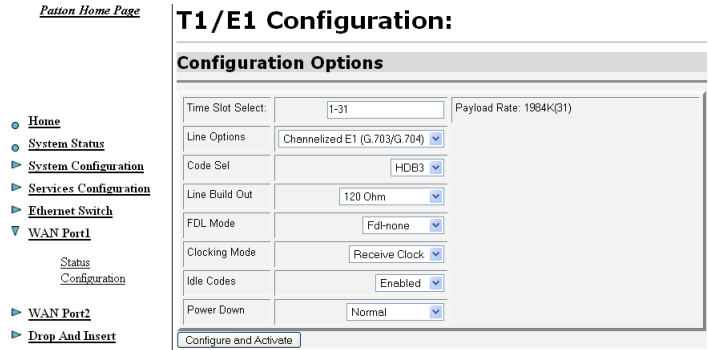 Patton Home Page
Home
System Status
System Configuration
Services Configuration
Ethernet Switch
WAN Port1
Status
Configuration
WAN Port2
Drop And Insert
T1/E1 Configuration:
Configuration Options
Time Slot Select: 1-31 Payload Rate: 1984K(31)
Line Options Channelized E1 (G.703/G.704)
Code Sel HDB3
Line Build Out 120 Ohm
FDL Mode Fdl-none
Clocking Mode Receive Clock
Idle Codes Enabled
Power Down Normal
Configure and Activate